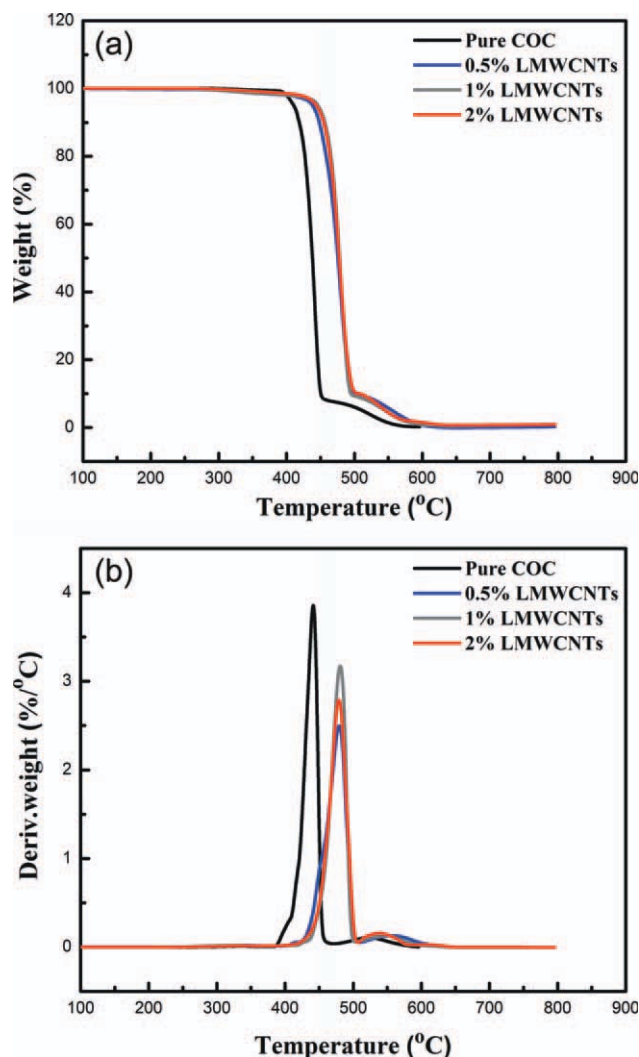 (a)
Pure COC
0.5% LMWCNTs
1% LMWCNTs
2% LMWCNTs
Weight (%)
120
100
80
60
40
20
0
100 200 300 400 500 600 700 800 900
Temperature (°C)
(b)
Pure COC
0.5% LMWCNTs
1% LMWCNTs
2% LMWCNTs
Deriv.weight (%/°C)
4
3
2
1
0
100 200 300 400 500 600 700 800 900
Temperature (°C)